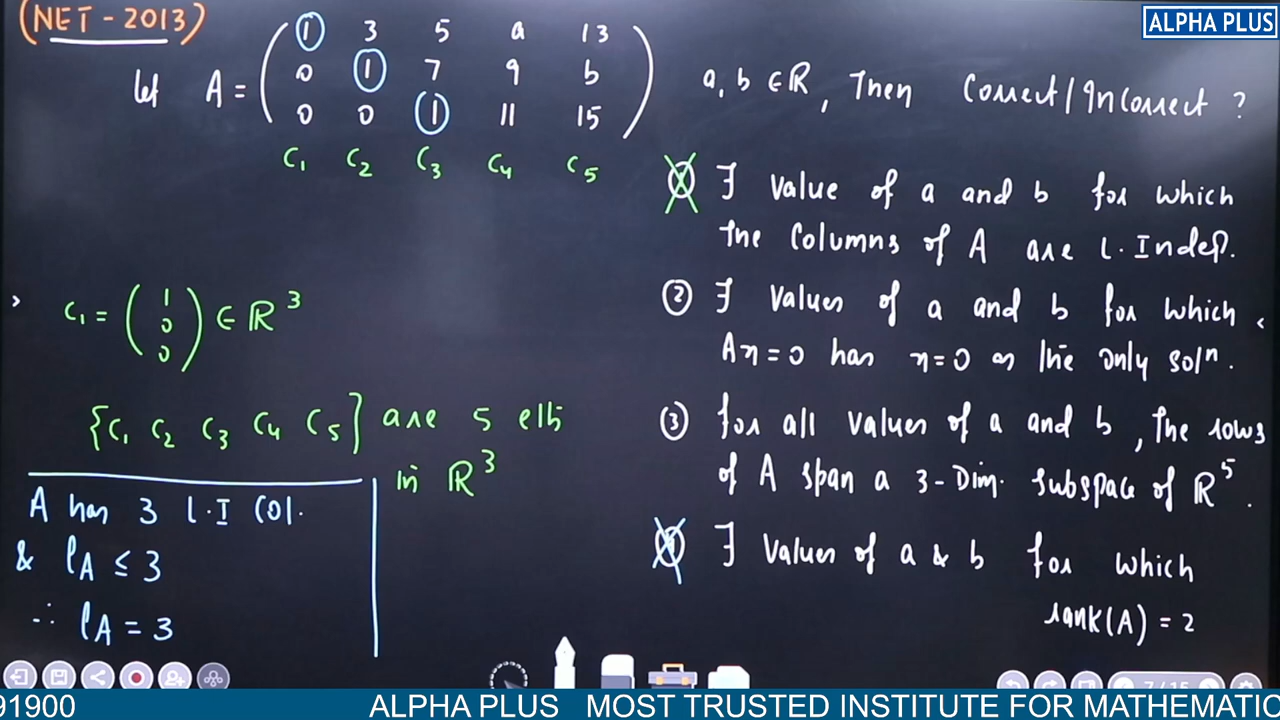 (NET - 2013)
ALPHA PLUS
let A = ( 1 3 5 a 13
0 1 7 9 b
0 0 1 11 15 )
C1 C2 C3 C4 C5
a, b ∈ R, Then Correct/Incorrect ?
① ∃ value of a and b for which
the Columns of A are L. Indep.
② ∃ values of a and b for which
Ax = 0 has x = 0 as the only solⁿ.
③ for all values of a and b, the rows
of A span a 3-Dim. subspace of R⁵.
④ ∃ values of a & b for which
rank(A) = 2
C1 = ( 1
0
0 ) ∈ R³
{C1 C2 C3 C4 C5} are 5 elts
in R³
A has 3 L.I Col.
& ρA ≤ 3
∴ ρA = 3
7/15
91900
ALPHA PLUS MOST TRUSTED INSTITUTE FOR MATHEMATIC